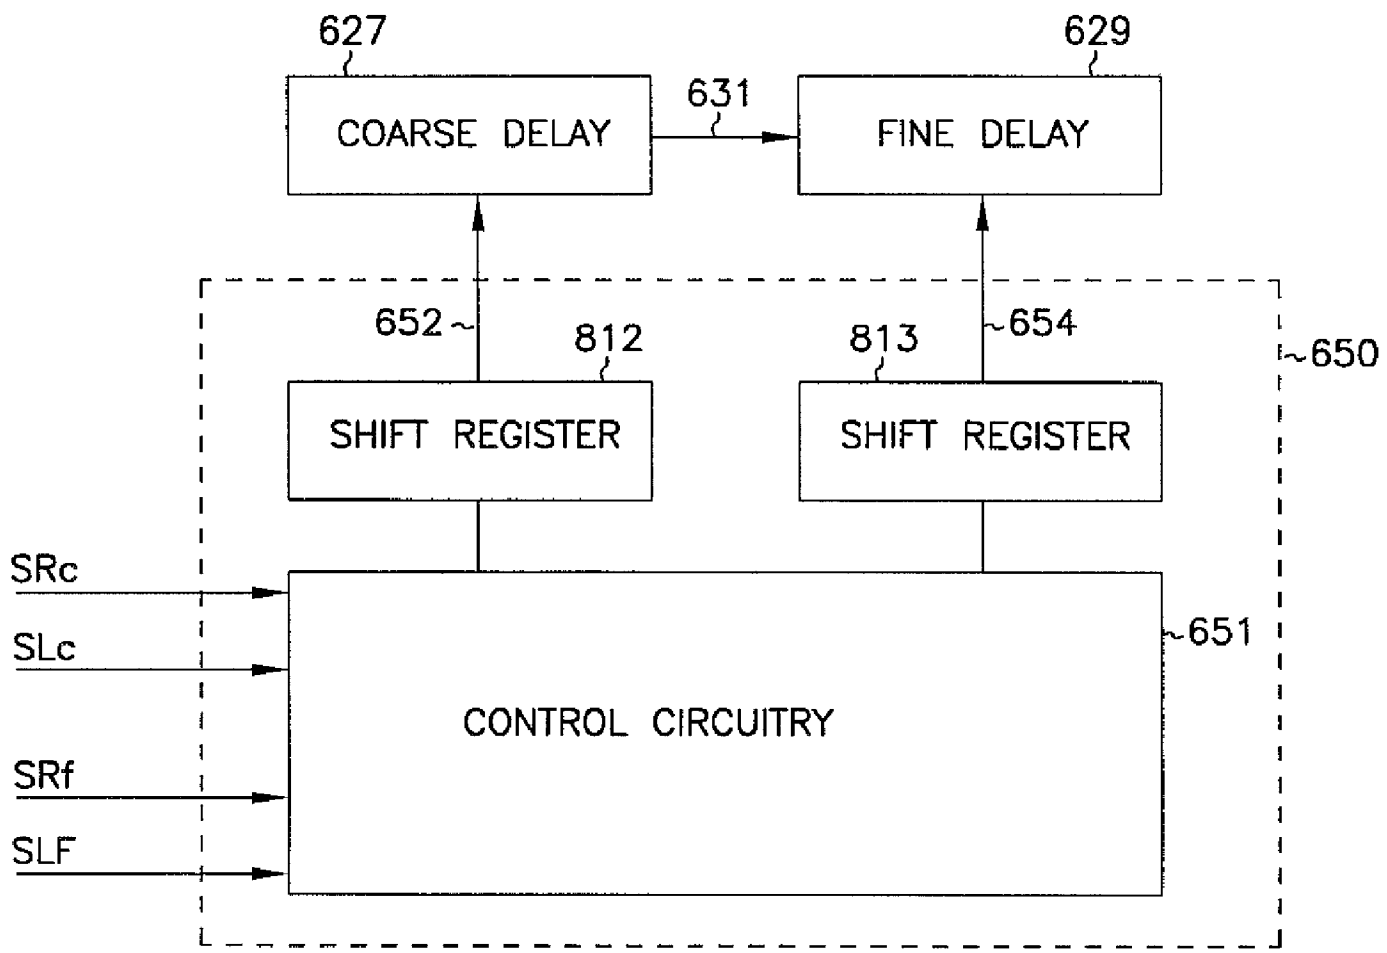 627
629
COARSE DELAY
631
FINE DELAY
652
812
813
654
650
SHIFT REGISTER
SHIFT REGISTER
SRc
SLc
651
CONTROL CIRCUITRY
SRf
SLF